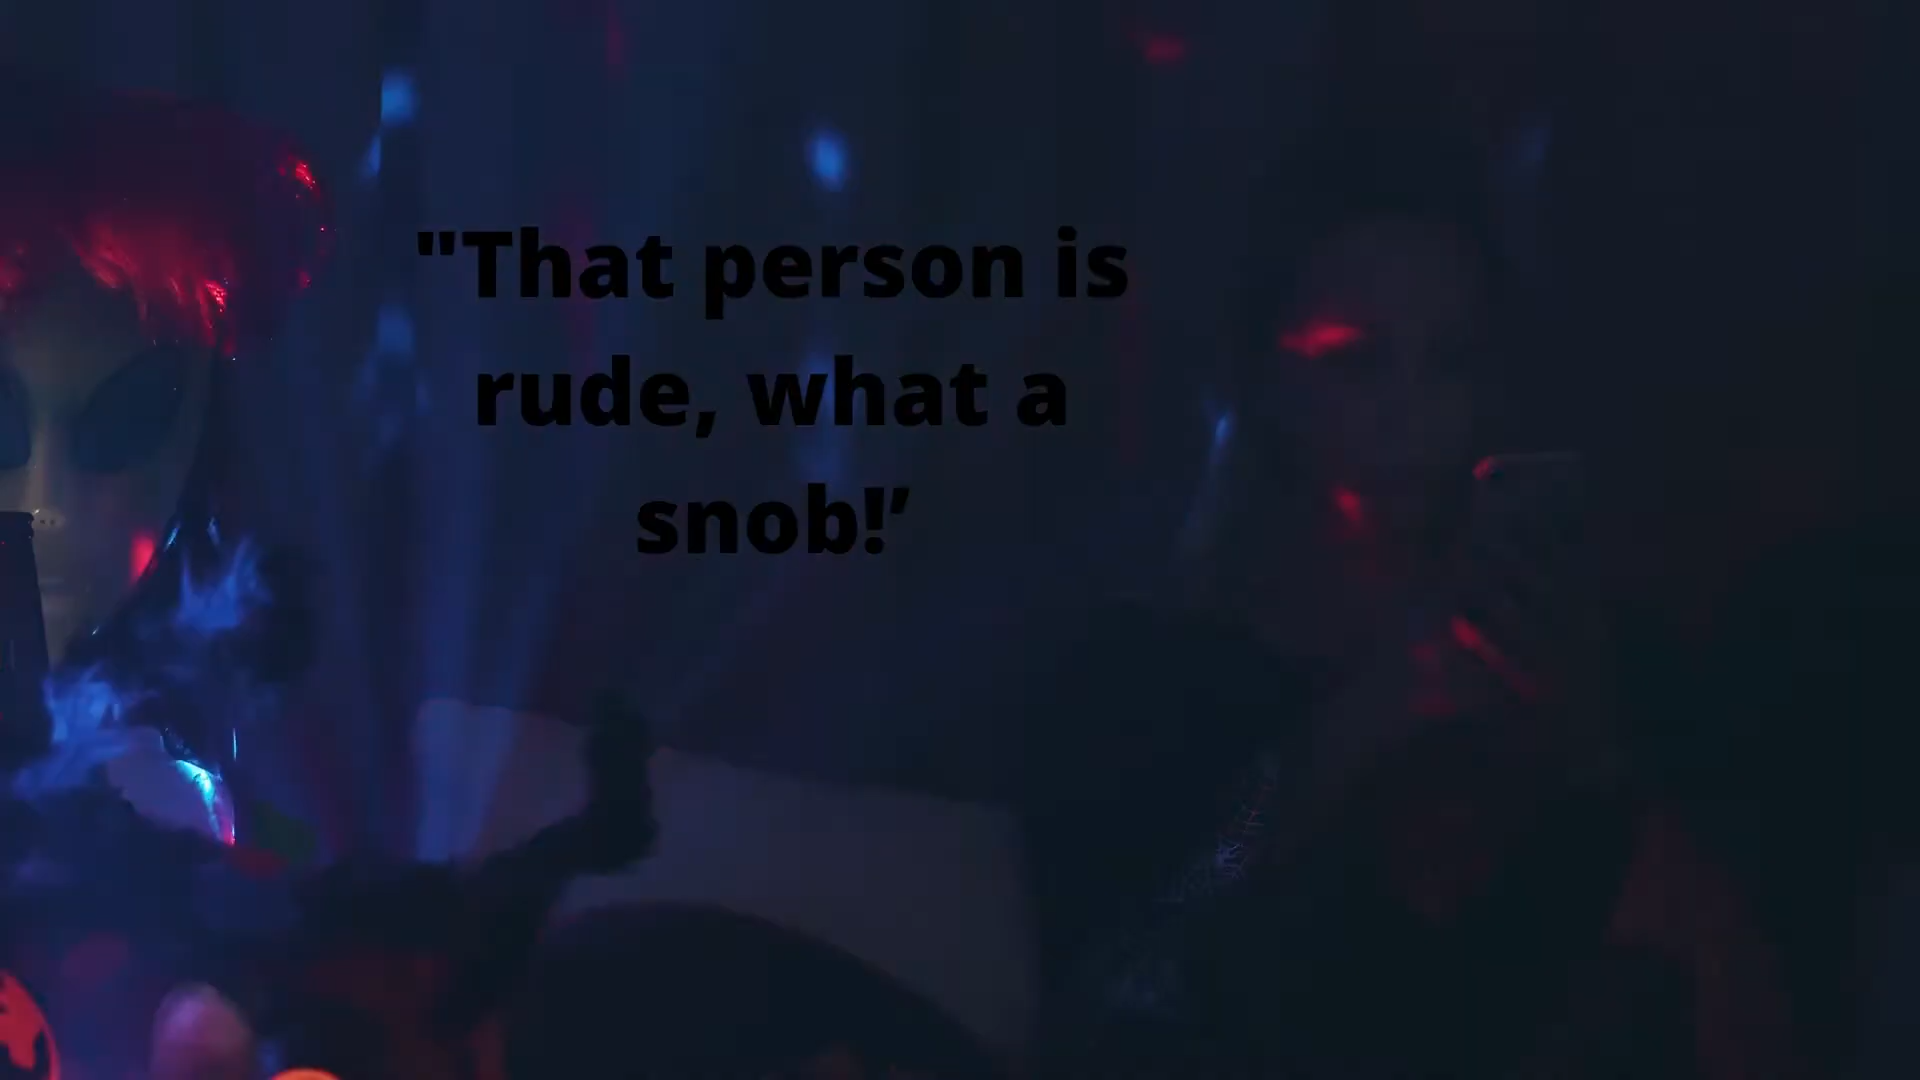 "That person is
rude, what a
snob!’